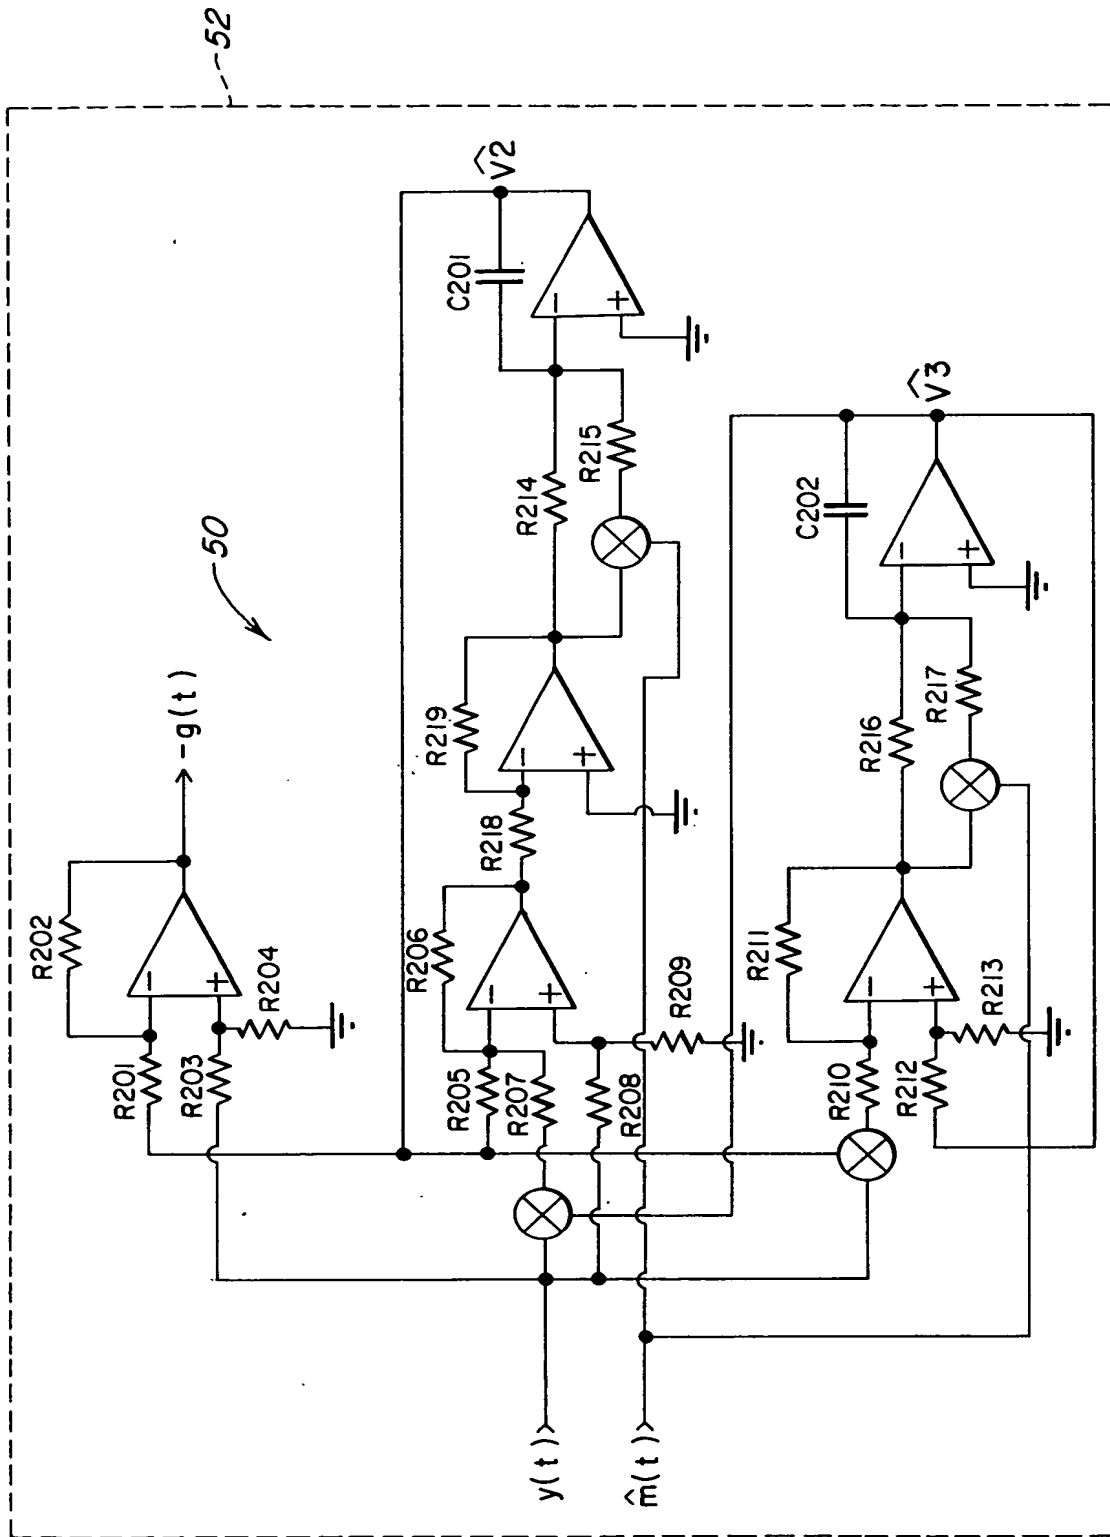 52
50
R202
-g(t)
R201
R203
R204
V̂2
C201
R206
R219
R214
R215
R218
R205
R207
R209
R208
V̂3
C202
R211
R216
R217
R210
R212
R213
y(t)
m̂(t)
-
+
-
+
-
+
-
+
-
+
-
+